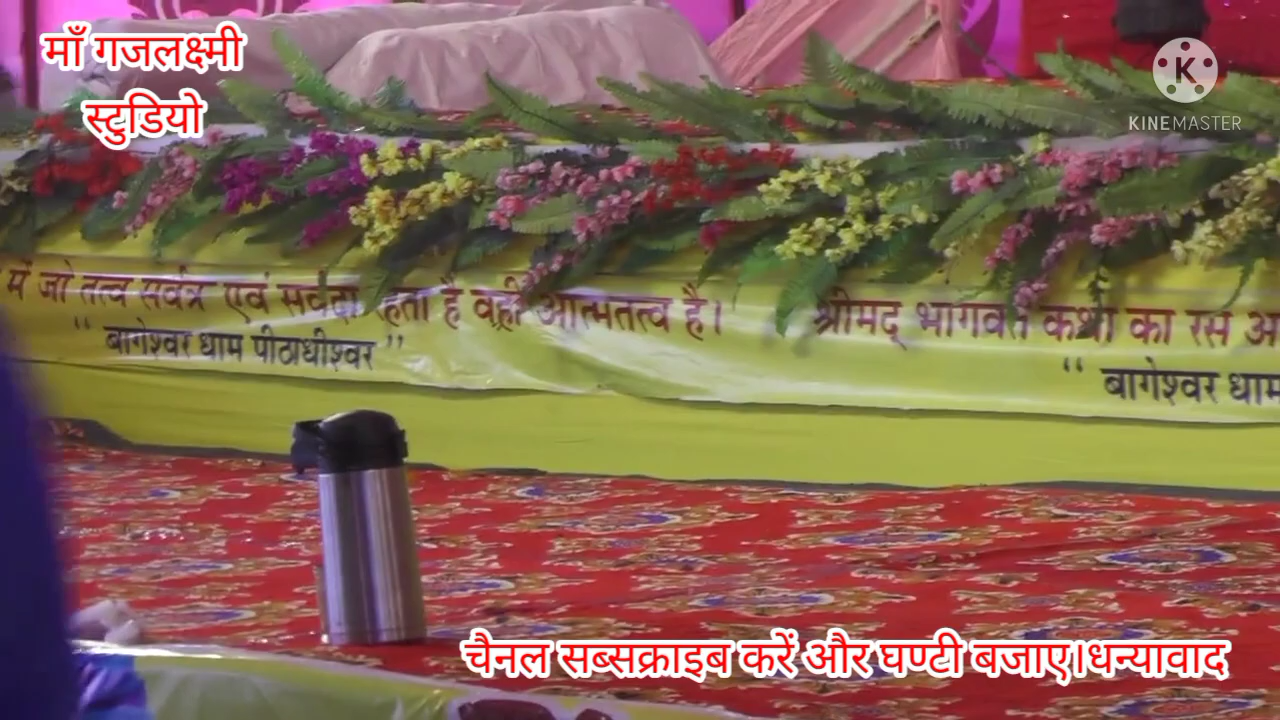 माँ गजलक्ष्मी
स्टुडियो
K
KINEMASTER
में जो तत्व सर्वत्र एवं सर्वदा रहता है वही आत्मतत्व है।
“ बागेश्वर धाम पीठाधीश्वर ”
श्रीमद् भागवत कथा का रस
“ बागेश्वर धाम
चैनल सब्सक्राइब करें और घण्टी बजाए।धन्यावाद